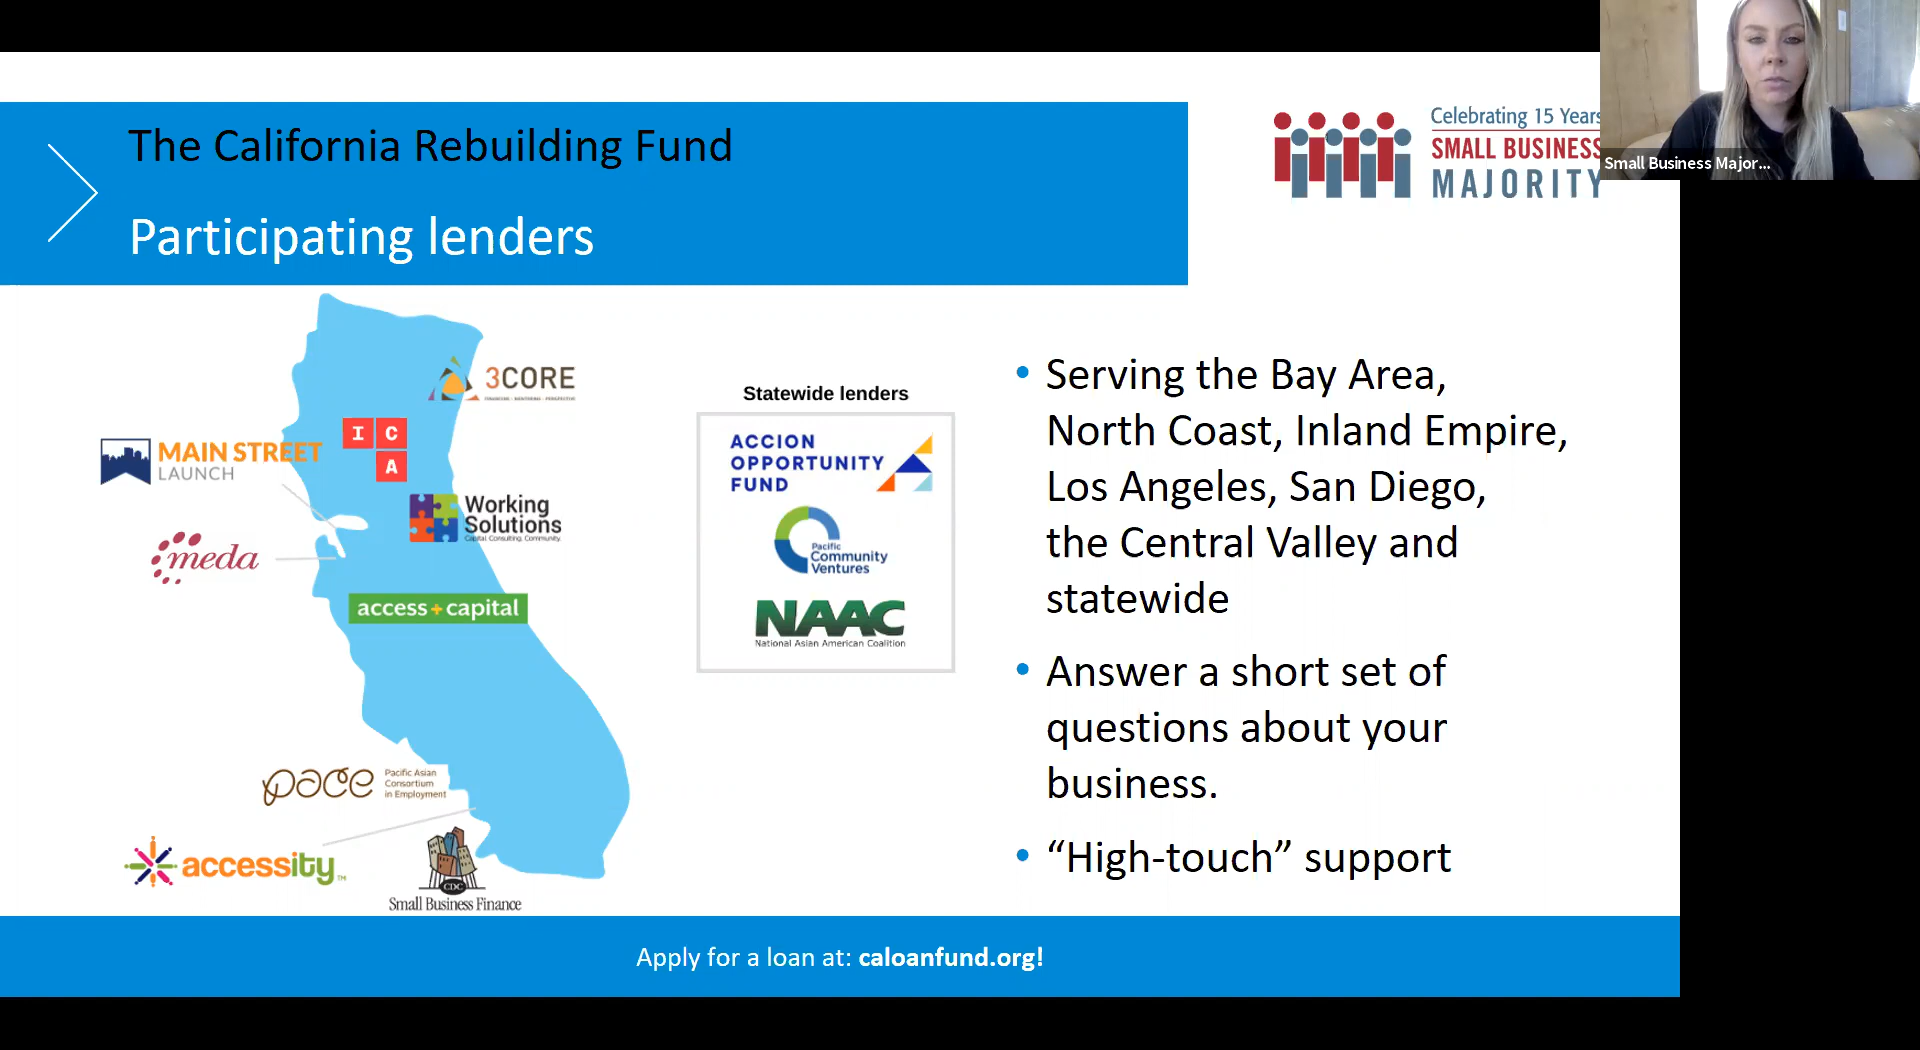 The California Rebuilding Fund
Participating lenders
Celebrating 15 Years
SMALL BUSINESS
MAJORITY
Small Business Major...
3CORE
FINANCING - MENTORING - PERSPECTIVE
MAIN STREET
LAUNCH
I C
A
Working
Solutions
Capital. Consulting. Community.
meda
access+capital
pace
Pacific Asian
Consortium
in Employment
accessity™
CDC
Small Business Finance
Statewide lenders
ACCION
OPPORTUNITY
FUND
Pacific
Community
Ventures
NAAC
National Asian American Coalition
• Serving the Bay Area,
North Coast, Inland Empire,
Los Angeles, San Diego,
the Central Valley and
statewide
• Answer a short set of
questions about your
business.
• “High-touch” support
Apply for a loan at: caloanfund.org!